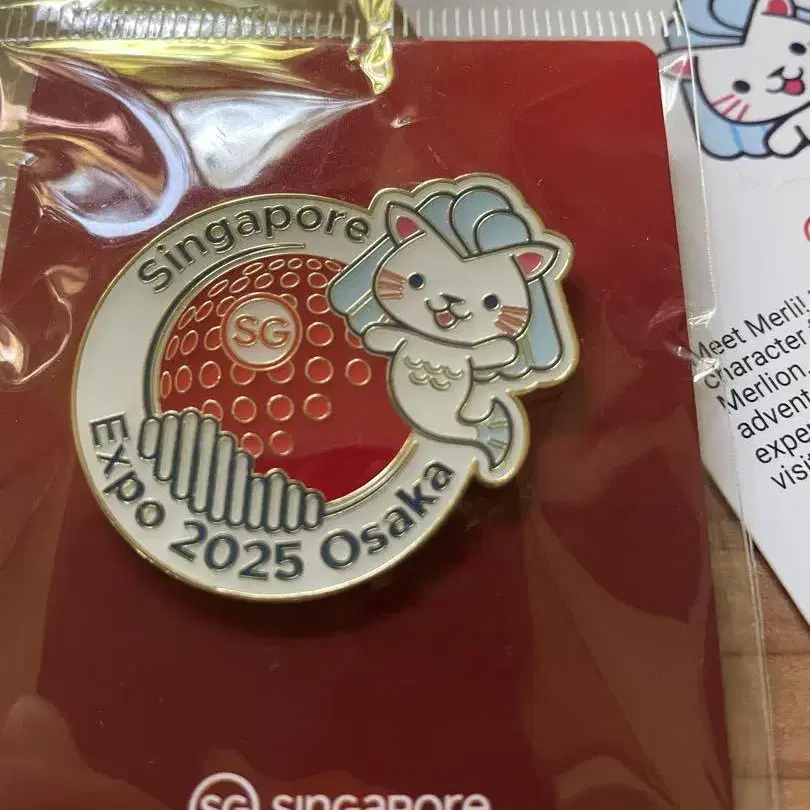 Singapore
SG
Expo 2025 Osaka
SG SINGAPORE
Meet Merli!
character
Merlion,
advent
exper
visi